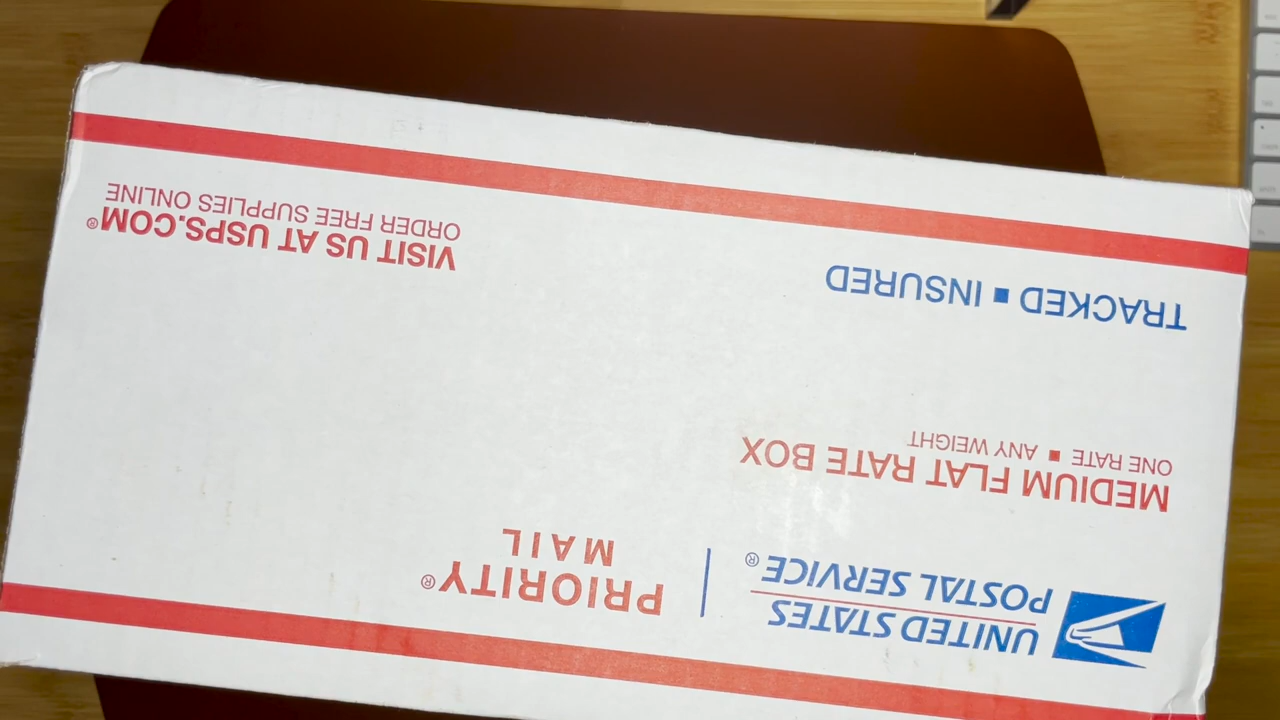 UNITED STATES
POSTAL SERVICE®
PRIORITY®
MAIL
MEDIUM FLAT RATE BOX
ONE RATE ■ ANY WEIGHT
TRACKED ■ INSURED
VISIT US AT USPS.COM®
ORDER FREE SUPPLIES ONLINE